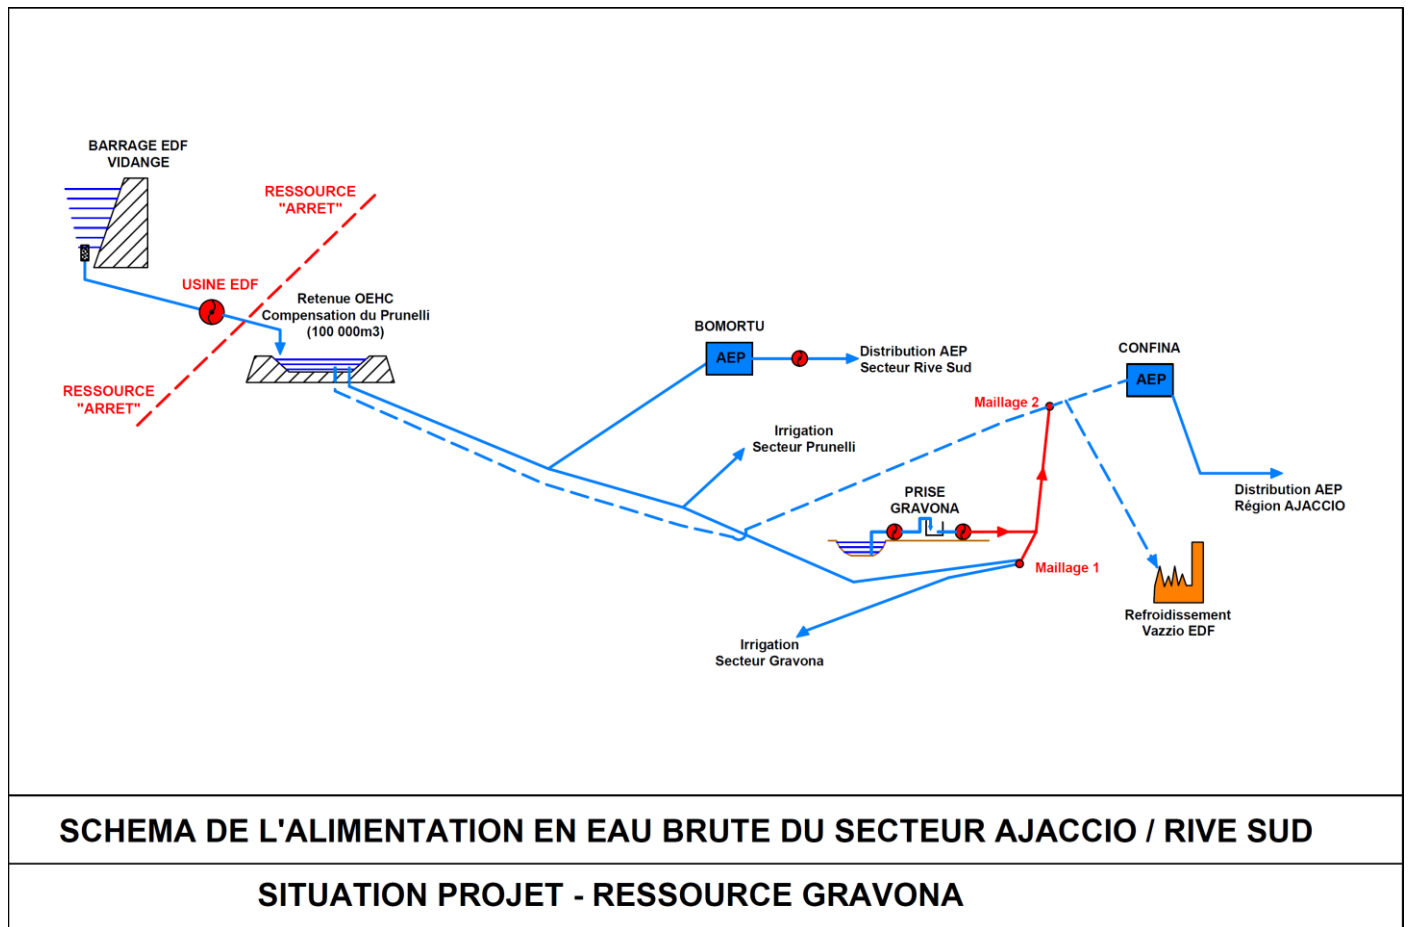 BARRAGE EDF
VIDANGE
RESSOURCE
"ARRET"
USINE EDF
Retenue OEHC
Compensation du Prunelli
(100 000m3)
RESSOURCE
"ARRET"
BOMORTU
AEP
Distribution AEP
Secteur Rive Sud
CONFINA
AEP
Maillage 2
Irrigation
Secteur Prunelli
PRISE
GRAVONA
Distribution AEP
Région AJACCIO
Maillage 1
Refroidissement
Vazzio EDF
Irrigation
Secteur Gravona
SCHEMA DE L'ALIMENTATION EN EAU BRUTE DU SECTEUR AJACCIO / RIVE SUD
SITUATION PROJET - RESSOURCE GRAVONA